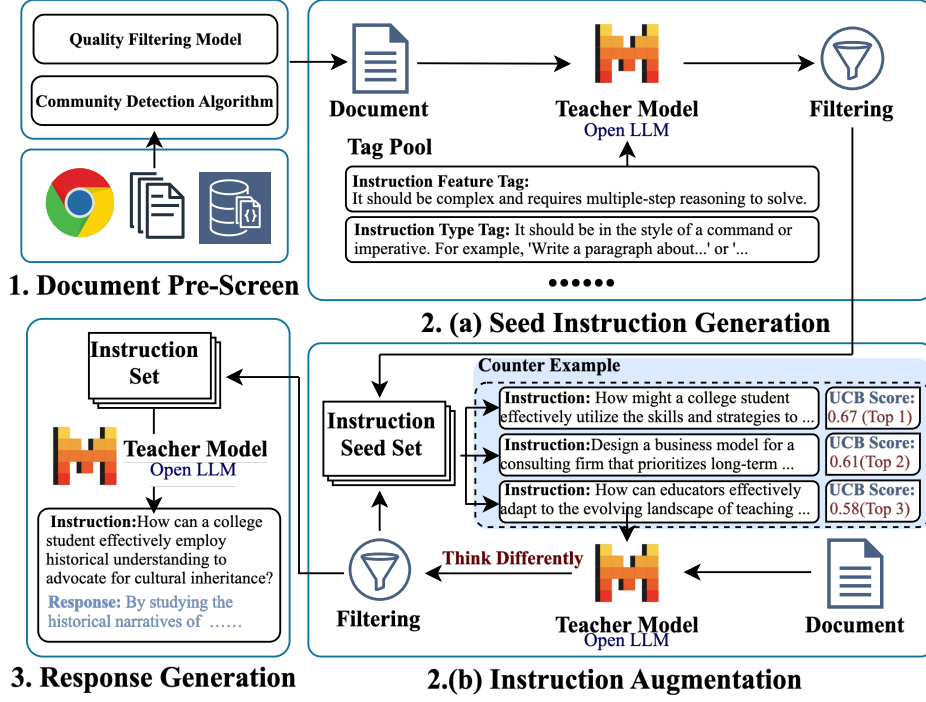 Quality Filtering Model
Community Detection Algorithm
1. Document Pre-Screen
Document
Teacher Model
Open LLM
Filtering
Tag Pool
Instruction Feature Tag:
It should be complex and requires multiple-step reasoning to solve.
Instruction Type Tag: It should be in the style of a command or
imperative. For example, 'Write a paragraph about...' or '...
......
2. (a) Seed Instruction Generation
Counter Example
Instruction
Seed Set
Instruction: How might a college student
effectively utilize the skills and strategies to ...
UCB Score:
0.67 (Top 1)
Instruction:Design a business model for a
consulting firm that prioritizes long-term ...
UCB Score:
0.61(Top 2)
Instruction: How can educators effectively
adapt to the evolving landscape of teaching ...
UCB Score:
0.58(Top 3)
Think Differently
Filtering
Teacher Model
Open LLM
Document
2.(b) Instruction Augmentation
Instruction
Set
Teacher Model
Open LLM
Instruction:How can a college
student effectively employ
historical understanding to
advocate for cultural inheritance?
Response: By studying the
historical narratives of ......
3. Response Generation